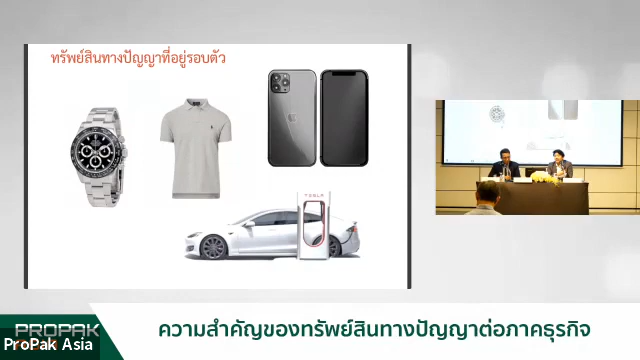 ทรัพย์สินทางปัญญาที่อยู่รอบตัว
TESLA
PROPAK
ProPak Asia
ความสำคัญของทรัพย์สินทางปัญญาต่อภาคธุรกิจ